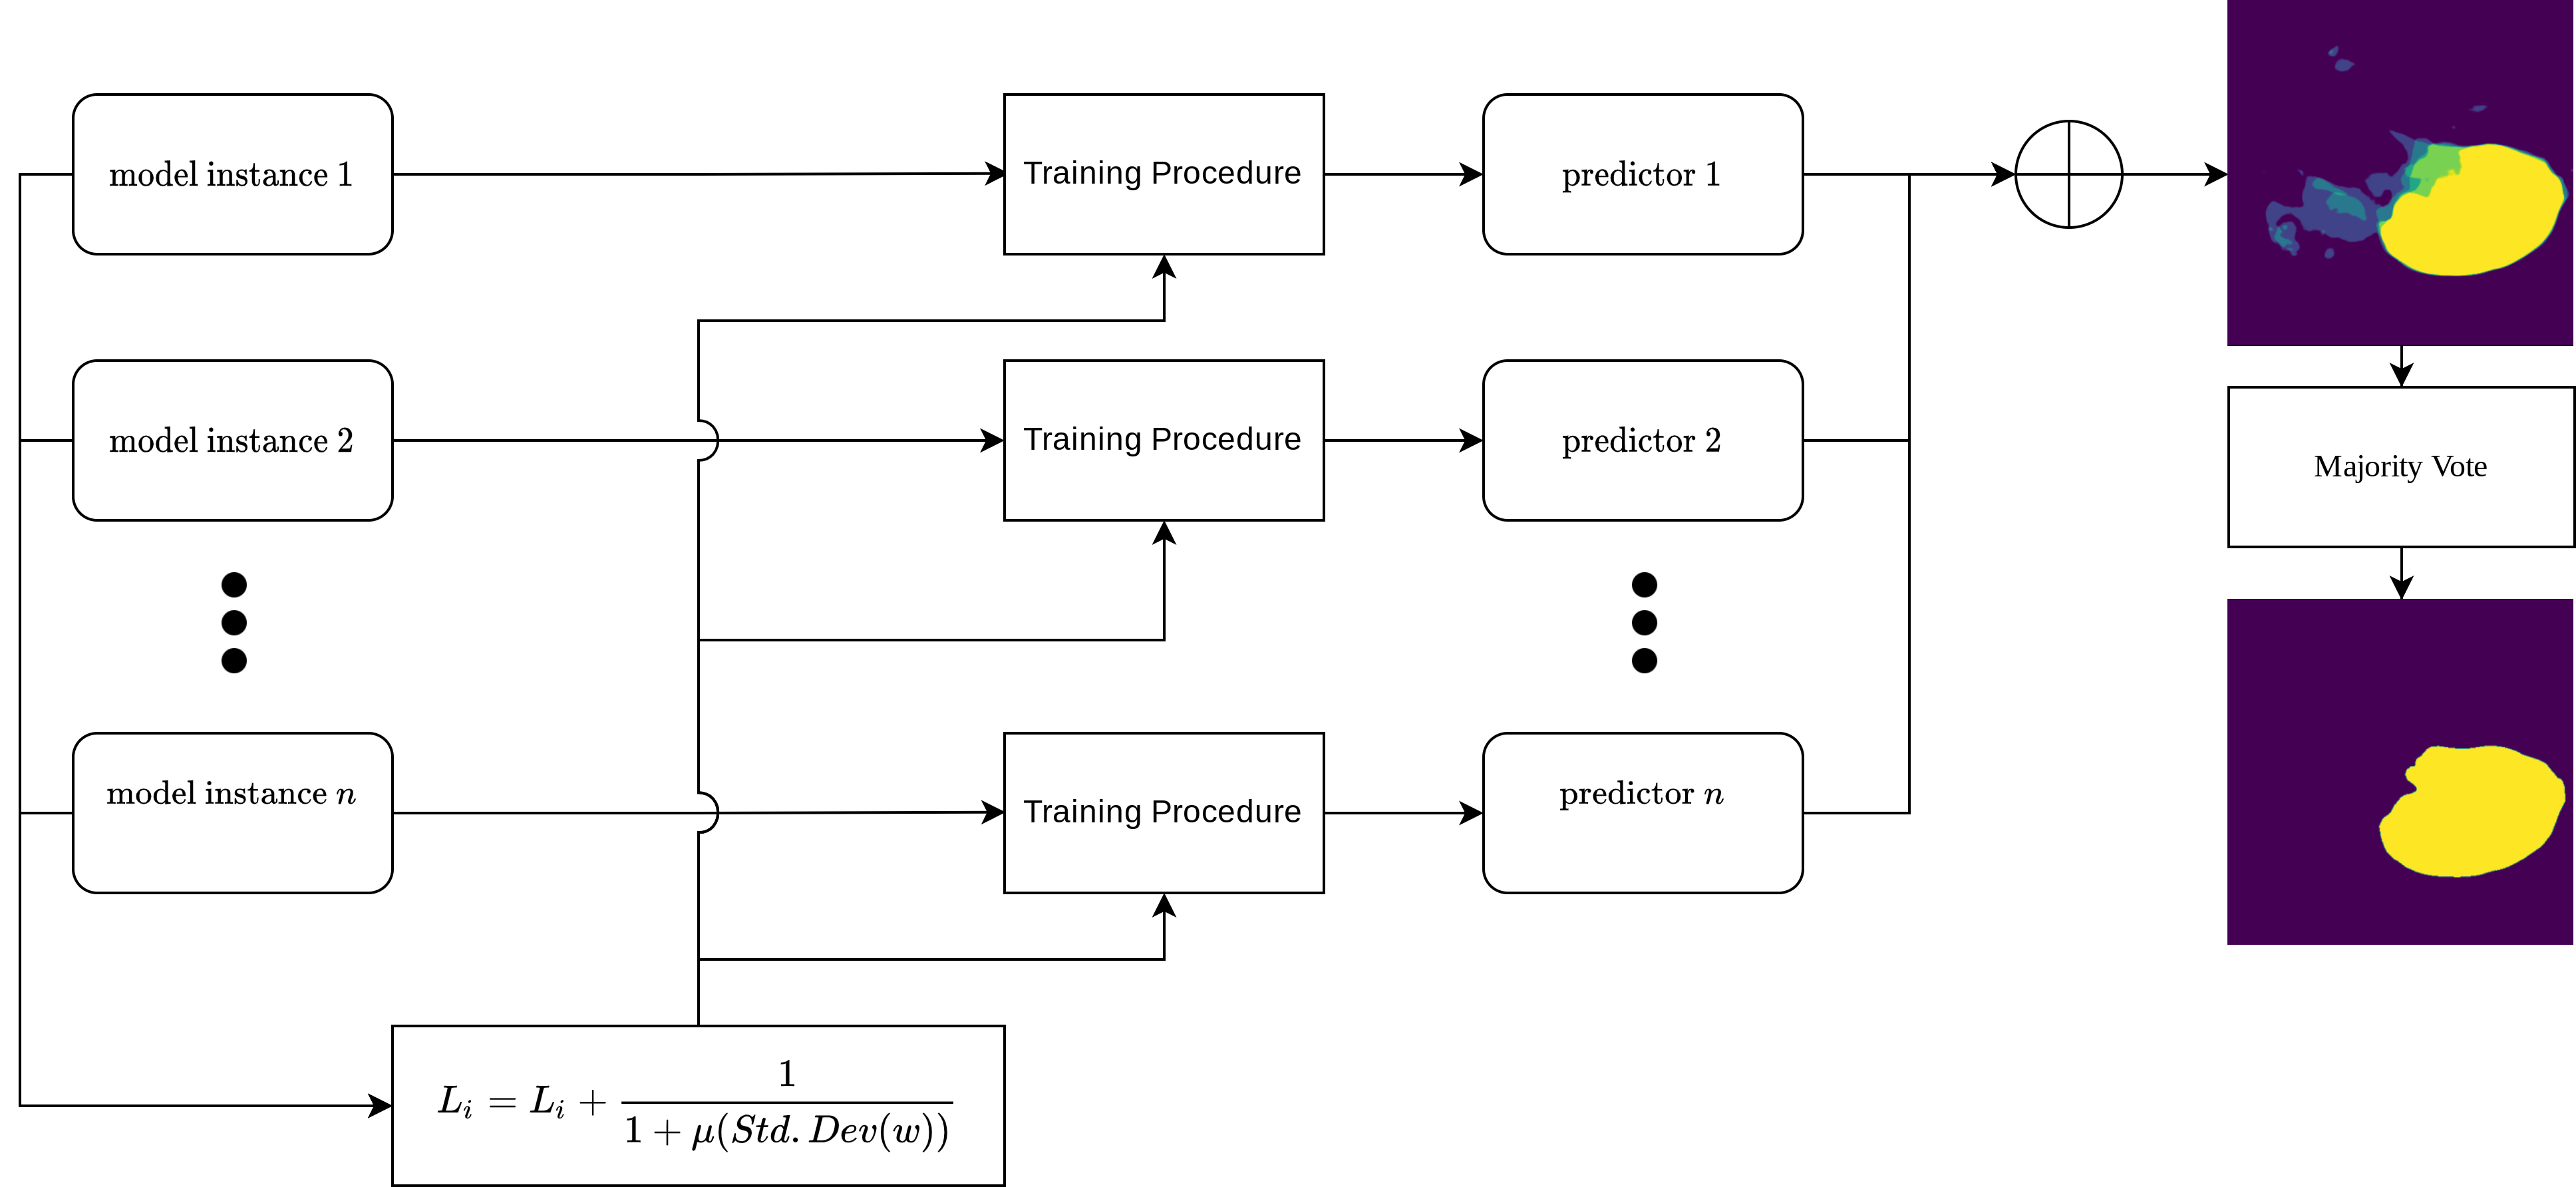 model instance 1
Training Procedure
predictor 1
model instance 2
Training Procedure
predictor 2
Majority Vote
model instance n
Training Procedure
predictor n
L_i = L_i + \frac{1}{1 + μ(Std.Dev(w))}